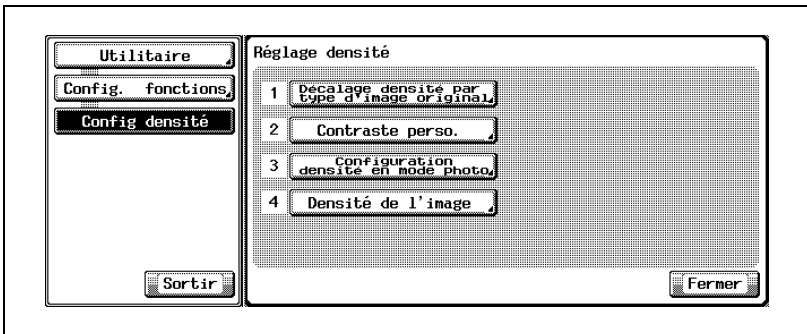 Utilitaire
Config. fonctions
Config densité
Sortir
Réglage densité
1 Décalage densité par
type d'image original
2 Contraste perso.
3 Configuration
densité en mode photo
4 Densité de l'image
Fermer